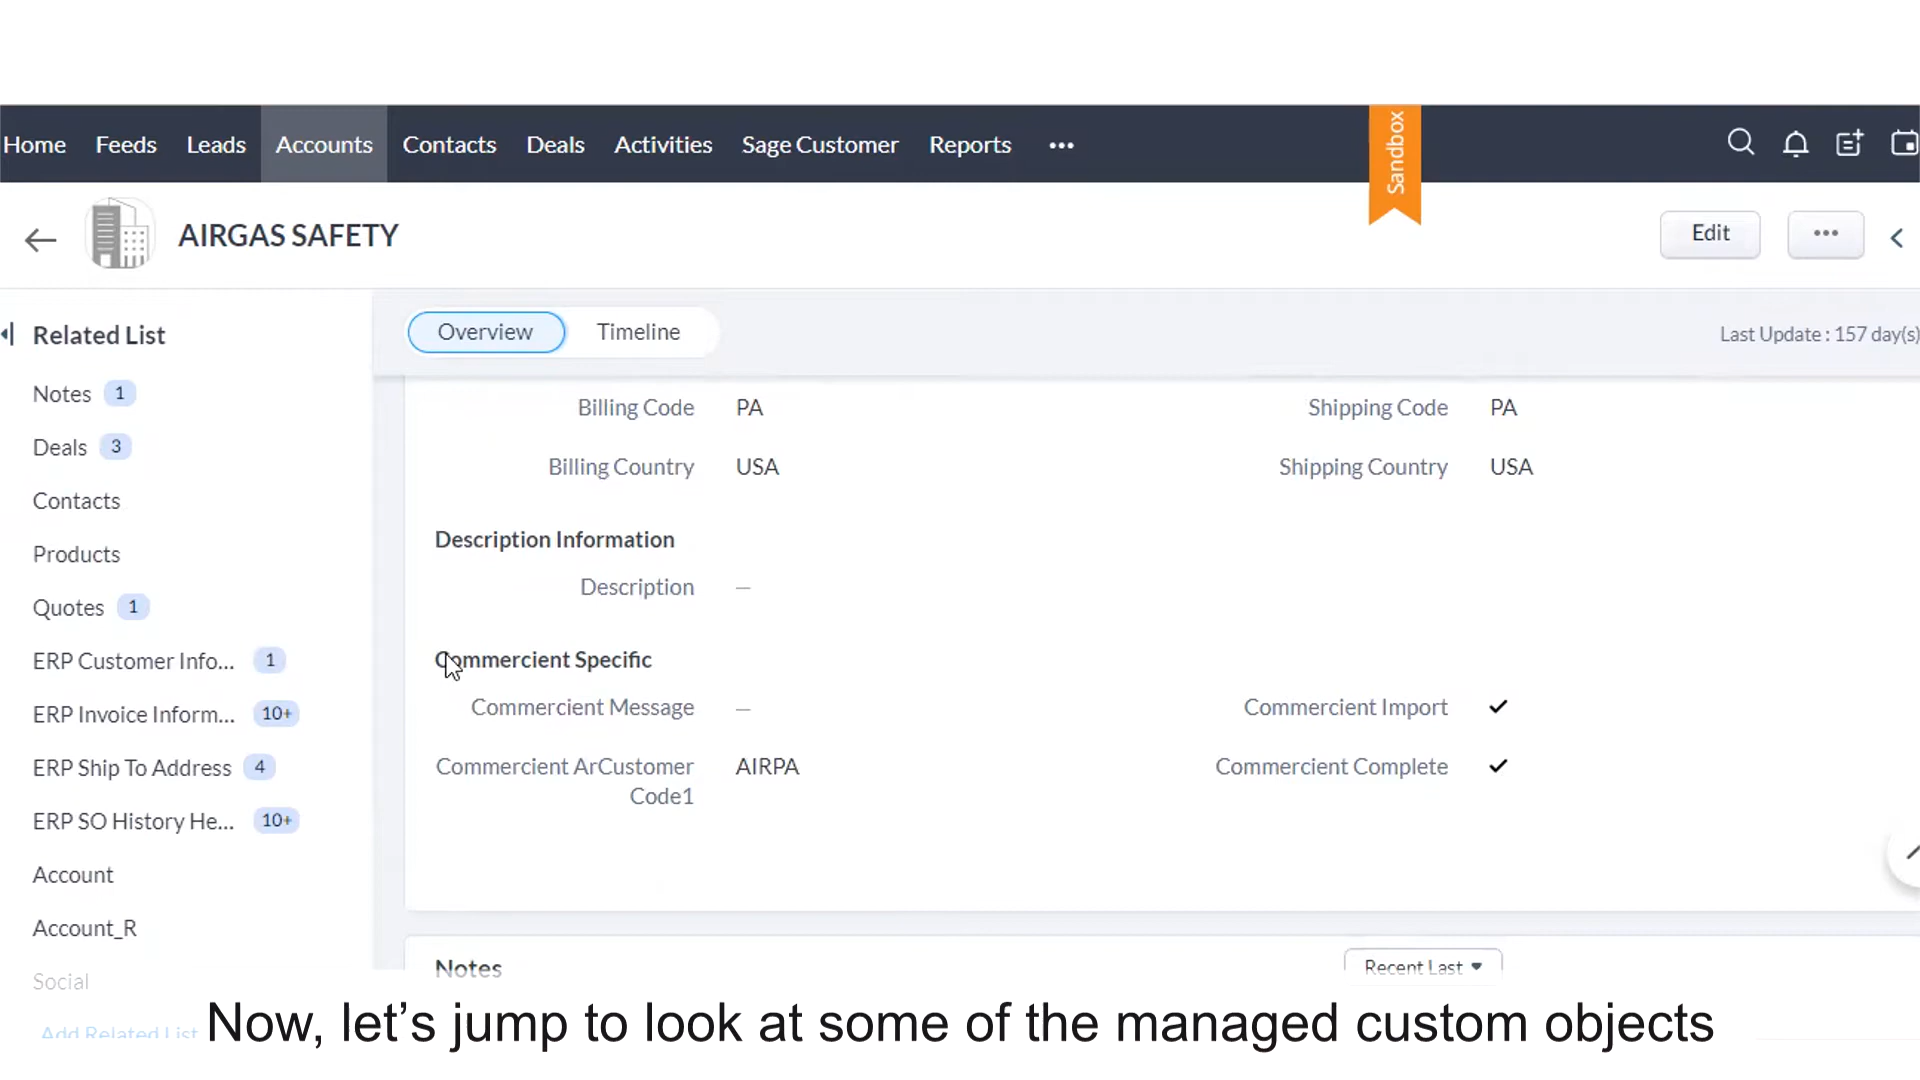 Home Feeds Leads Accounts Contacts Deals Activities Sage Customer Reports •••
Sandbox
AIRGAS SAFETY
Edit •••
Related List
Overview Timeline
Last Update : 157 day(s)
Notes 1
Deals 3
Contacts
Products
Quotes 1
ERP Customer Info... 1
ERP Invoice Inform... 10+
ERP Ship To Address 4
ERP SO History He... 10+
Account
Account_R
Social
Add Related List
Billing Code PA Shipping Code PA
Billing Country USA Shipping Country USA
Description Information
Description —
Commercient Specific
Commercient Message — Commercient Import ✓
Commercient ArCustomer AIRPA Commercient Complete ✓
Code1
Notes Recent Last
Now, let’s jump to look at some of the managed custom objects